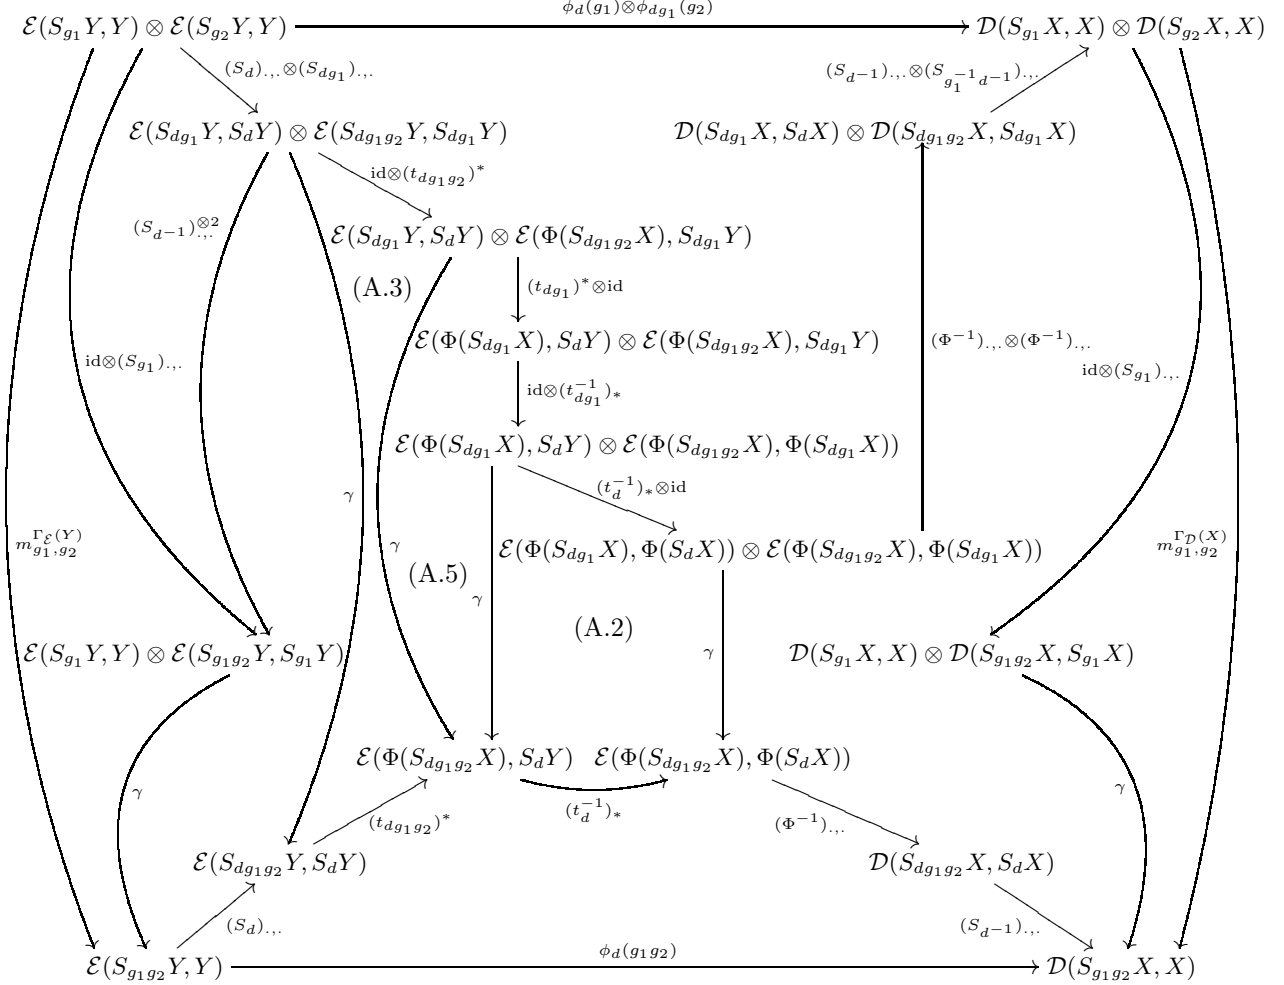 ϕ_d(g_1)⊗ϕ_{dg_1}(g_2)
ℰ(S_{g_1}Y, Y) ⊗ ℰ(S_{g_2}Y, Y) 𝒟(S_{g_1}X, X) ⊗ 𝒟(S_{g_2}X, X)
(S_d)_{.,.}⊗(S_{dg_1})_{.,.} (S_{d^{-1}})_{.,.}⊗(S_{g_1^{-1}d^{-1}})_{.,.}
ℰ(S_{dg_1}Y, S_dY) ⊗ ℰ(S_{dg_1g_2}Y, S_{dg_1}Y) 𝒟(S_{dg_1}X, S_dX) ⊗ 𝒟(S_{dg_1g_2}X, S_{dg_1}X)
id⊗(t_{dg_1g_2})^*
(S_{d^{-1}})_{.,.}^{⊗2}
ℰ(S_{dg_1}Y, S_dY) ⊗ ℰ(Φ(S_{dg_1g_2}X), S_{dg_1}Y)
(A.3) (t_{dg_1})^*⊗id
ℰ(Φ(S_{dg_1}X), S_dY) ⊗ ℰ(Φ(S_{dg_1g_2}X), S_{dg_1}Y) (Φ^{-1})_{.,.}⊗(Φ^{-1})_{.,.}
id⊗(S_{g_1})_{.,.} id⊗(S_{g_1})_{.,.}
id⊗(t_{dg_1}^{-1})_*
ℰ(Φ(S_{dg_1}X), S_dY) ⊗ ℰ(Φ(S_{dg_1g_2}X), Φ(S_{dg_1}X))
γ (t_d^{-1})_*⊗id
m_{g_1,g_2}^{Γ_ℰ(Y)} γ ℰ(Φ(S_{dg_1}X), Φ(S_dX)) ⊗ ℰ(Φ(S_{dg_1g_2}X), Φ(S_{dg_1}X)) m_{g_1,g_2}^{Γ_𝒟(X)}
(A.5) γ
(A.2)
ℰ(S_{g_1}Y, Y) ⊗ ℰ(S_{g_1g_2}Y, S_{g_1}Y) γ 𝒟(S_{g_1}X, X) ⊗ 𝒟(S_{g_1g_2}X, S_{g_1}X)
ℰ(Φ(S_{dg_1g_2}X), S_dY) ℰ(Φ(S_{dg_1g_2}X), Φ(S_dX))
γ γ
(t_{dg_1g_2})^* (t_d^{-1})_* (Φ^{-1})_{.,.}
ℰ(S_{dg_1g_2}Y, S_dY) 𝒟(S_{dg_1g_2}X, S_dX)
(S_d)_{.,.} (S_{d^{-1}})_{.,.}
ϕ_d(g_1g_2)
ℰ(S_{g_1g_2}Y, Y) 𝒟(S_{g_1g_2}X, X)